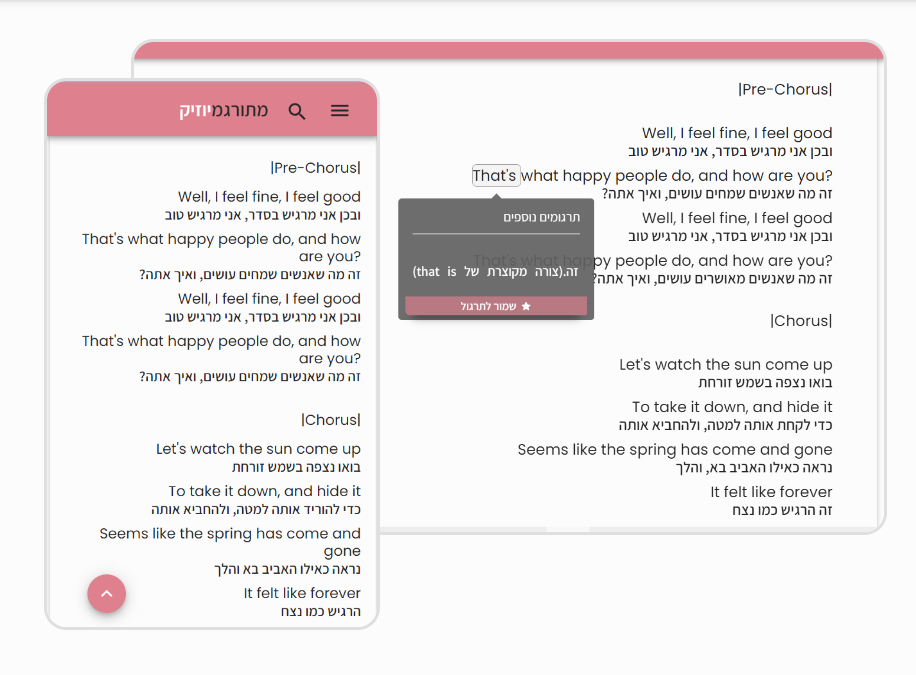 מתורגמיוזיק
|Pre-Chorus|
Well, I feel fine, I feel good
ובכן אני מרגיש בסדר, אני מרגיש טוב
That's what happy people do, and how
are you?
זה מה שאנשים שמחים עושים, ואיך אתה?
Well, I feel fine, I feel good
ובכן אני מרגיש בסדר, אני מרגיש טוב
That's what happy people do, and how
are you?
זה מה שאנשים שמחים עושים, ואיך אתה?
|Chorus|
Let's watch the sun come up
בואו נצפה בשמש זורחת
To take it down, and hide it
כדי להוריד אותה למטה, ולהחביא אותה
Seems like the spring has come and
gone
נראה כאילו האביב בא והלך
It felt like forever
הרגיש כמו נצח
|Pre-Chorus|
Well, I feel fine, I feel good
ובכן אני מרגיש בסדר, אני מרגיש טוב
That's what happy people do, and how are you?
זה מה שאנשים שמחים עושים, ואיך אתה?
Well, I feel fine, I feel good
ובכן אני מרגיש בסדר, אני מרגיש טוב
That's what happy people do, and how are you?
זה מה שאנשים מאושרים עושים, ואיך אתה?
תרגומים נוספים
זה.(צורה מקוצרת של that is)
שמור לתרגול
|Chorus|
Let's watch the sun come up
בואו נצפה בשמש זורחת
To take it down, and hide it
כדי לקחת אותה למטה, ולהחביא אותה
Seems like the spring has come and gone
נראה כאילו האביב בא, והלך
It felt like forever
זה הרגיש כמו נצח